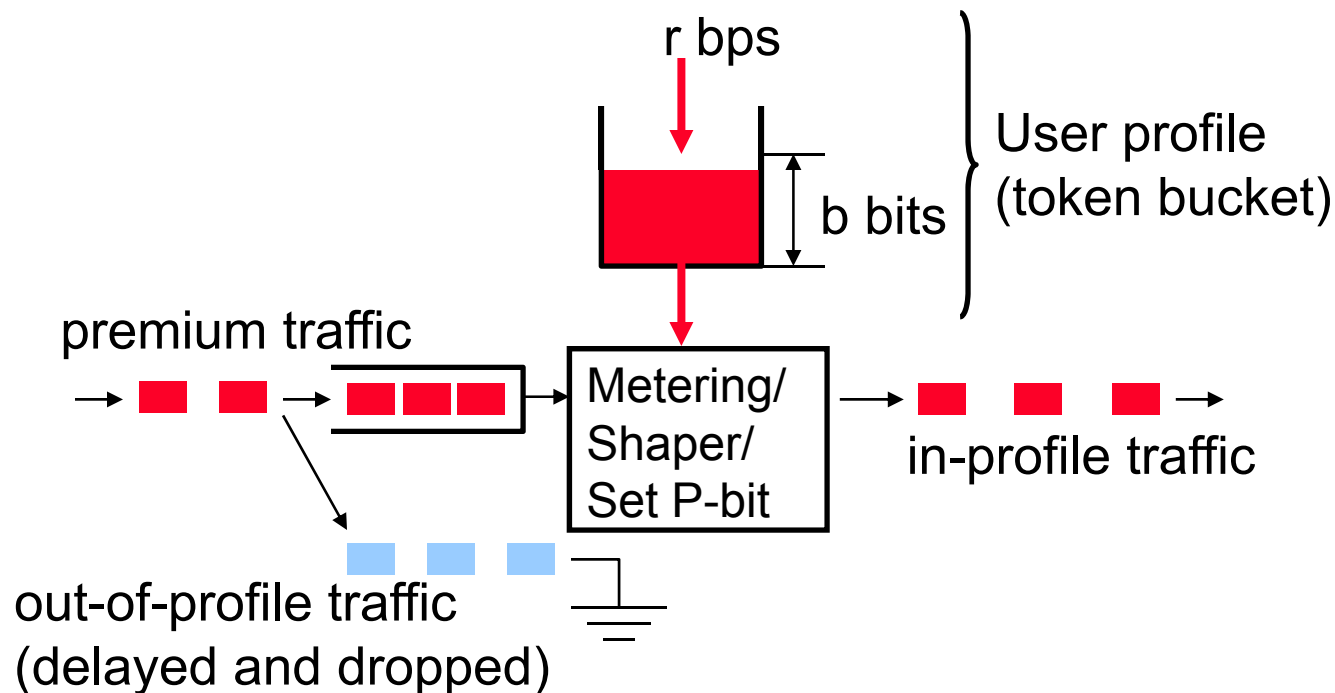 r bps
User profile
(token bucket)
b bits
premium traffic
Metering/
Shaper/
Set P-bit
in-profile traffic
out-of-profile traffic
(delayed and dropped)